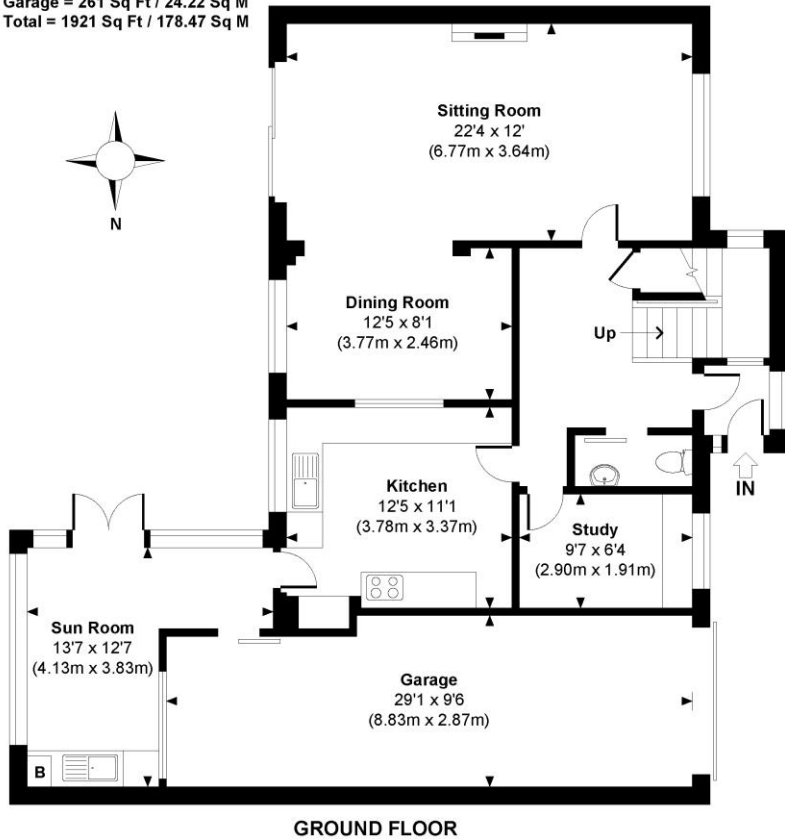 Garage = 261 Sq Ft / 24.22 Sq M
Total = 1921 Sq Ft / 178.47 Sq M
N
Sitting Room
22'4 x 12'
(6.77m x 3.64m)
Dining Room
12'5 x 8'1
(3.77m x 2.46m)
Up
Kitchen
12'5 x 11'1
(3.78m x 3.37m)
IN
Study
9'7 x 6'4
(2.90m x 1.91m)
Sun Room
13'7 x 12'7
(4.13m x 3.83m)
Garage
29'1 x 9'6
(8.83m x 2.87m)
B
GROUND FLOOR